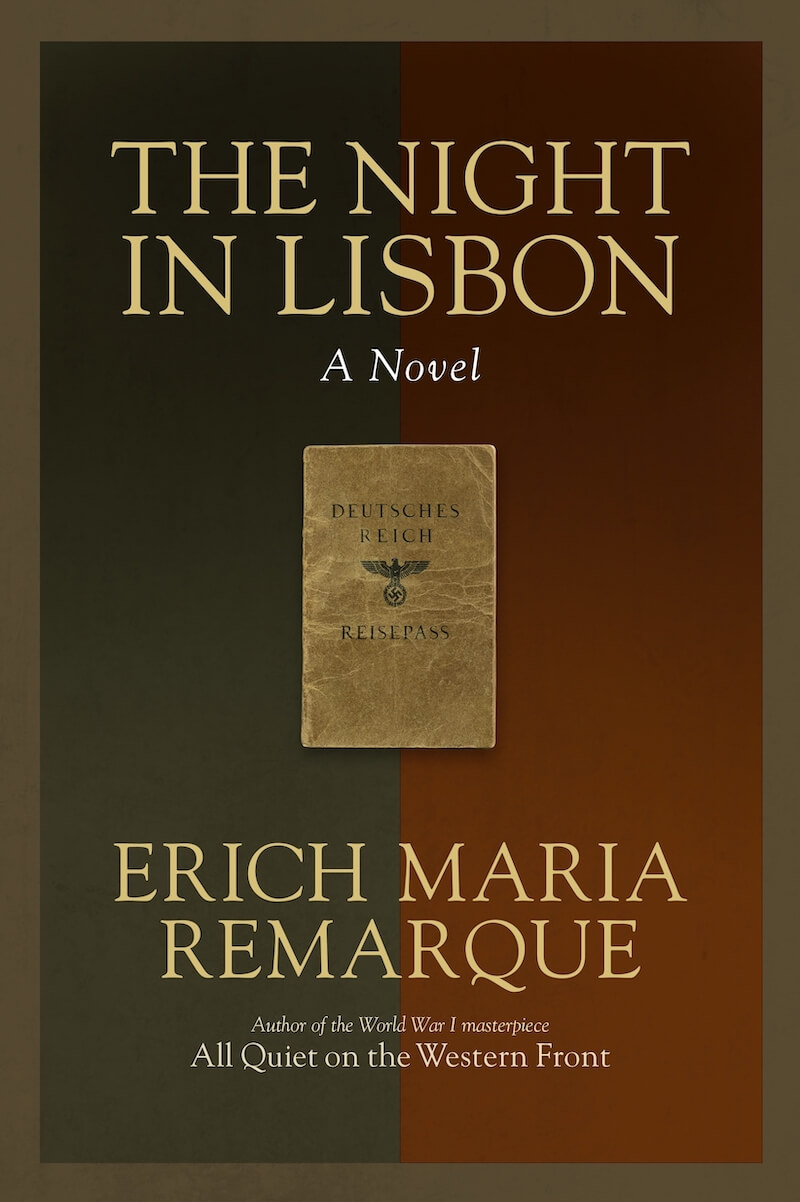 THE NIGHT
IN LISBON
A Novel
DEUTSCHES
REICH
REISEPASS
ERICH MARIA
REMARQUE
Author of the World War I masterpiece
All Quiet on the Western Front